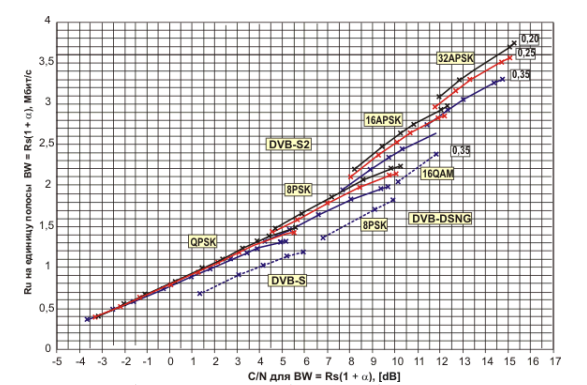 4
3,5
3
2,5
2
1,5
1
0,5
0
-5 -4 -3 -2 -1 0 1 2 3 4 5 6 7 8 9 10 11 12 13 14 15 16 17
Ru на единицу полосы BW = Rs(1 + α), Мбит/с
C/N для BW = Rs(1 + α), [dB]
0,20
0,25
0,35
32APSK
16APSK
DVB-S2
0,35
16QAM
8PSK
DVB-DSNG
8PSK
QPSK
DVB-S